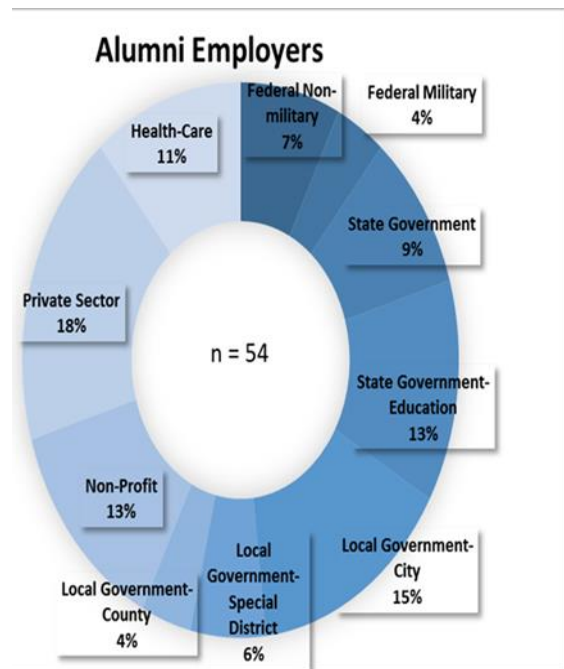 Alumni Employers
Federal Non-
military
7%
Federal Military
4%
State Government
9%
State Government-
Education
13%
Local Government-
City
15%
Local
Government-
Special
District
6%
Local Government-
County
4%
Non-Profit
13%
Private Sector
18%
Health-Care
11%
n = 54